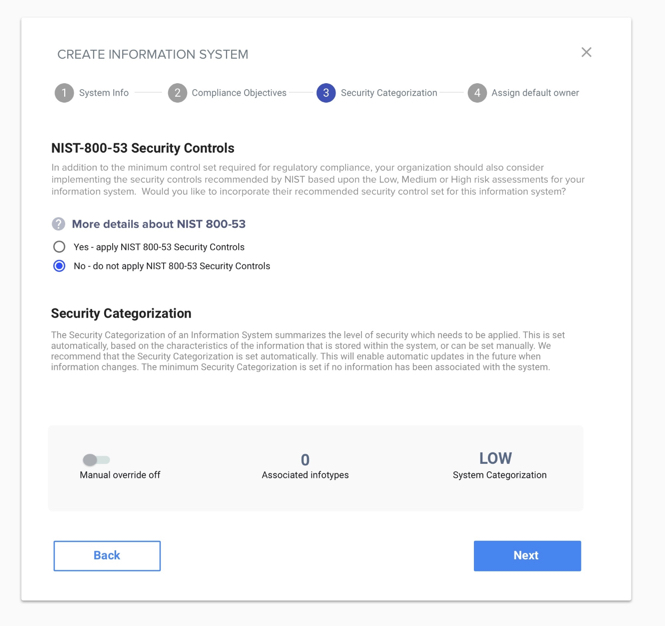 CREATE INFORMATION SYSTEM
1 System Info 2 Compliance Objectives 3 Security Categorization 4 Assign default owner
NIST-800-53 Security Controls
In addition to the minimum control set required for regulatory compliance, your organization should also consider
implementing the security controls recommended by NIST based upon the Low, Medium or High risk assessments for your
information system. Would you like to incorporate their recommended security control set for this information system?
? More details about NIST 800-53
Yes - apply NIST 800-53 Security Controls
No - do not apply NIST 800-53 Security Controls
Security Categorization
The Security Categorization of an Information System summarizes the level of security which needs to be applied. This is set
automatically, based on the characteristics of the information that is stored within the system, or can be set manually. We
recommend that the Security Categorization is set automatically. This will enable automatic updates in the future when
information changes. The minimum Security Categorization is set if no information has been associated with the system.
0 LOW
Manual override off Associated infotypes System Categorization
Back Next